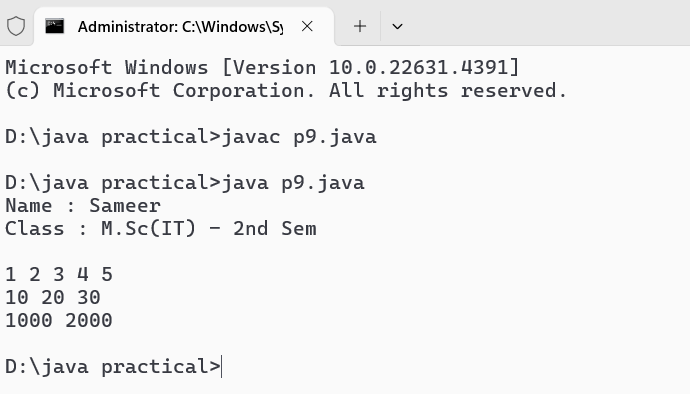 Administrator: C:\Windows\Sy
Microsoft Windows [Version 10.0.22631.4391]
(c) Microsoft Corporation. All rights reserved.
D:\java practical>javac p9.java
D:\java practical>java p9.java
Name : Sameer
Class : M.Sc(IT) - 2nd Sem
1 2 3 4 5
10 20 30
1000 2000
D:\java practical>